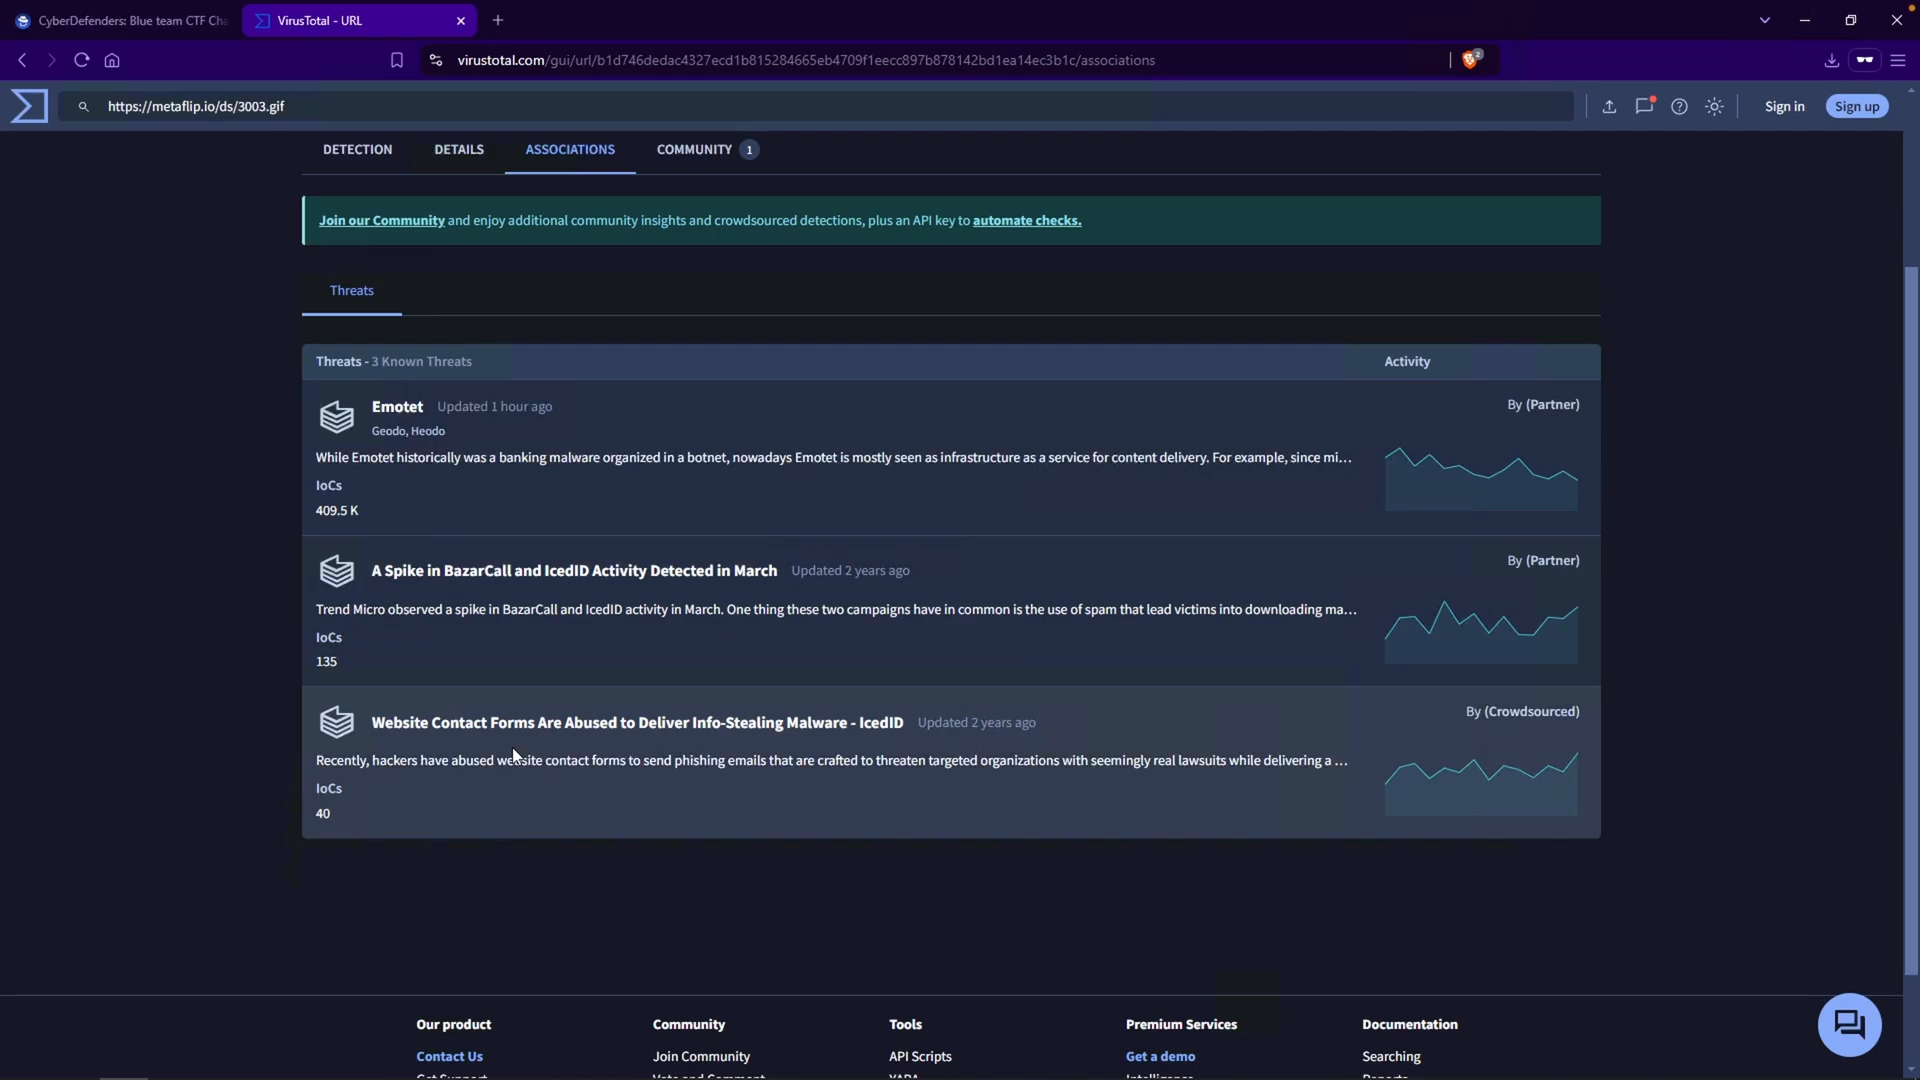 CyberDefenders: Blue team CTF Cha
VirusTotal - URL
virustotal.com/gui/url/b1d746dedac4327ecd1b815284665eb4709f1eecc897b878142bd1ea14ec3b1c/associations
2
https://metaflip.io/ds/3003.gif
Sign in
Sign up
DETECTION
DETAILS
ASSOCIATIONS
COMMUNITY 1
Join our Community and enjoy additional community insights and crowdsourced detections, plus an API key to automate checks.
Threats
Threats - 3 Known Threats
Activity
Emotet Updated 1 hour ago
By (Partner)
Geodo, Heodo
While Emotet historically was a banking malware organized in a botnet, nowadays Emotet is mostly seen as infrastructure as a service for content delivery. For example, since mi...
IoCs
409.5 K
A Spike in BazarCall and IcedID Activity Detected in March Updated 2 years ago
By (Partner)
Trend Micro observed a spike in BazarCall and IcedID activity in March. One thing these two campaigns have in common is the use of spam that lead victims into downloading ma...
IoCs
135
Website Contact Forms Are Abused to Deliver Info-Stealing Malware - IcedID Updated 2 years ago
By (Crowdsourced)
Recently, hackers have abused website contact forms to send phishing emails that are crafted to threaten targeted organizations with seemingly real lawsuits while delivering a ...
IoCs
40
Our product
Community
Tools
Premium Services
Documentation
Contact Us
Join Community
API Scripts
Get a demo
Searching